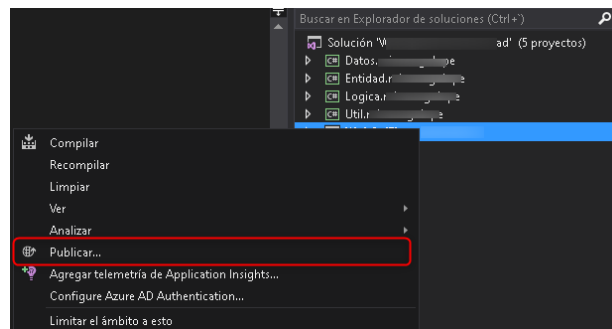 Buscar en Explorador de soluciones (Ctrl+`)
Solución 'W ad' (5 proyectos)
Datos.
Entidad.
Logica.
Util.
Compilar
Recompilar
Limpiar
Ver
Analizar
Publicar...
Agregar telemetría de Application Insights...
Configure Azure AD Authentication...
Limitar el ámbito a esto